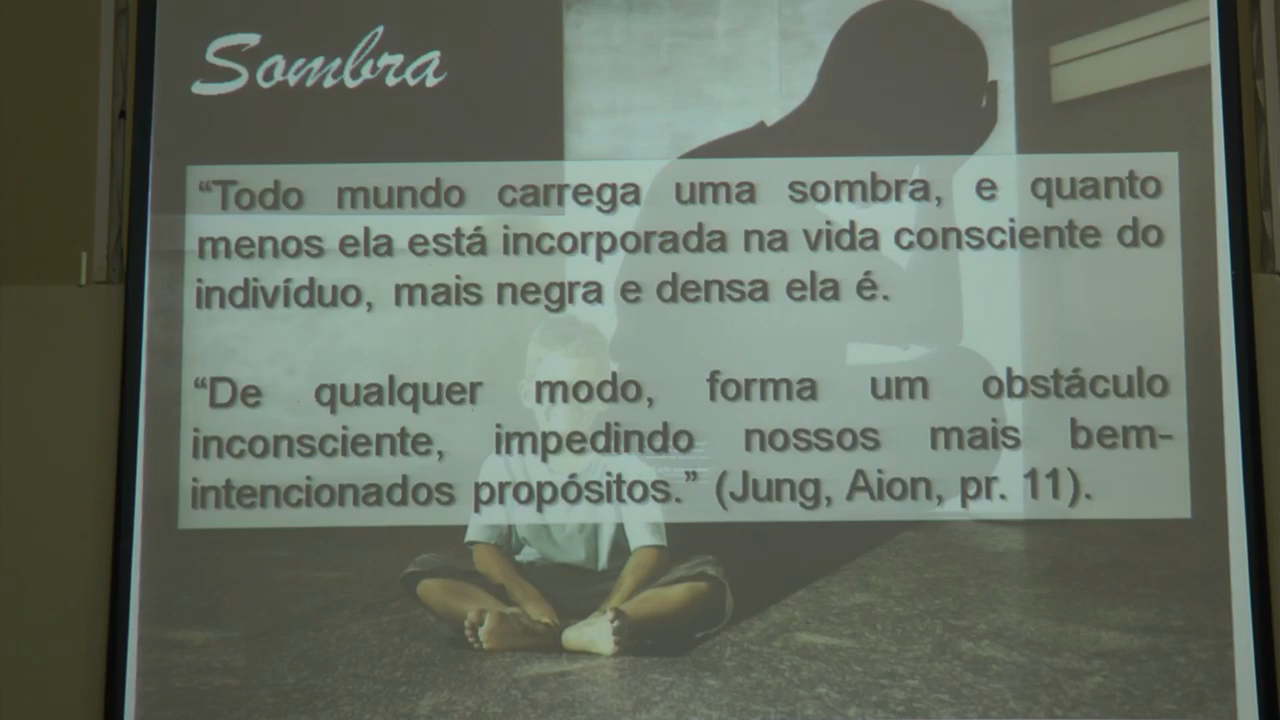 Sombra
“Todo mundo carrega uma sombra, e quanto
menos ela está incorporada na vida consciente do
indivíduo, mais negra e densa ela é.
“De qualquer modo, forma um obstáculo
inconsciente, impedindo nossos mais bem-
intencionados propósitos.” (Jung, Aion, pr. 11).